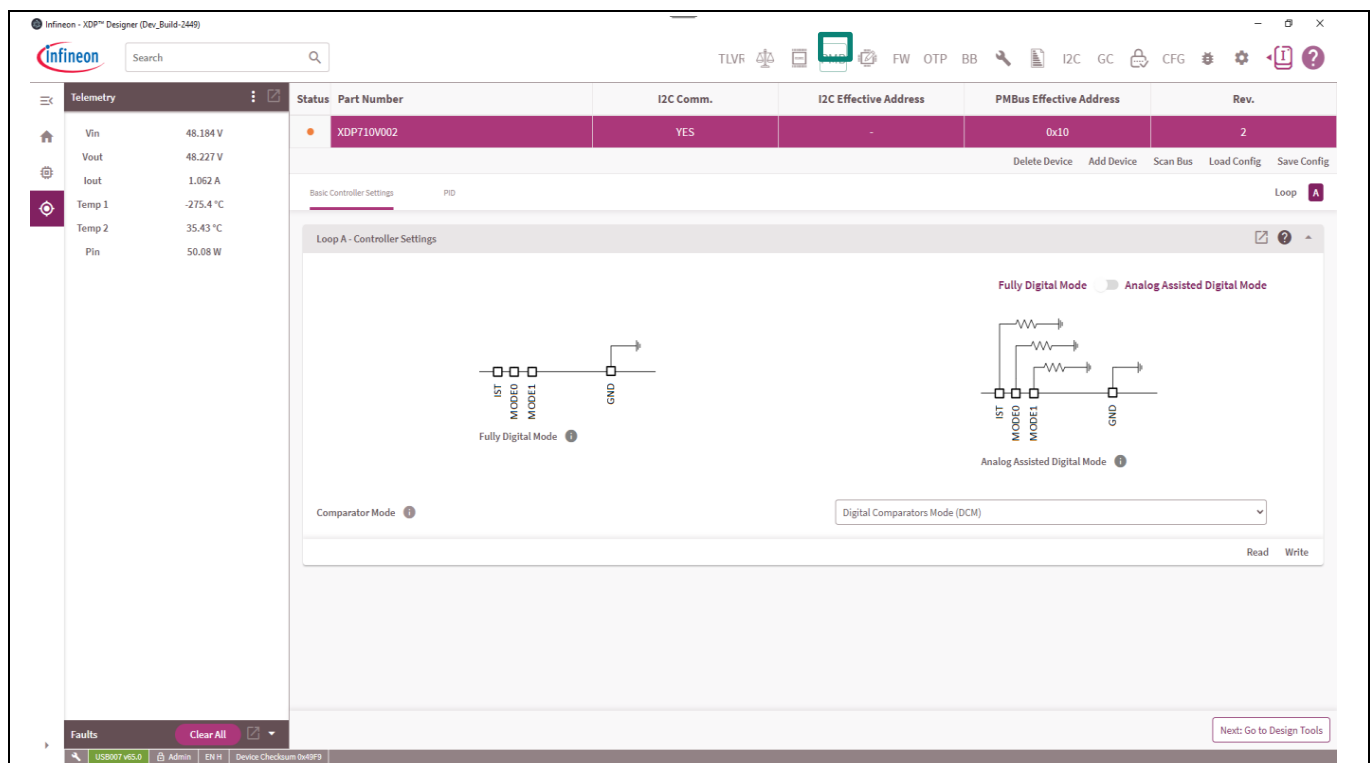 Infineon - XDP™ Designer (Dev_Build-2449)
infineon
Search
TLVR PMB FW OTP BB I2C GC CFG
Telemetry
Vin 48.184 V
Vout 48.227 V
Iout 1.062 A
Temp 1 -275.4 °C
Temp 2 35.43 °C
Pin 50.08 W
Status Part Number I2C Comm. I2C Effective Address PMBus Effective Address Rev.
XDP710V002 YES - 0x10 2
Delete Device Add Device Scan Bus Load Config Save Config
Basic Controller Settings PID Loop A
Loop A - Controller Settings
Fully Digital Mode Analog Assisted Digital Mode
IST
MODE0
MODE1
GND
Fully Digital Mode
IST
MODE0
MODE1
GND
Analog Assisted Digital Mode
Comparator Mode Digital Comparators Mode (DCM)
Read Write
Next: Go to Design Tools
Faults Clear All
USB007 v65.0 Admin EN H Device Checksum 0x49F9